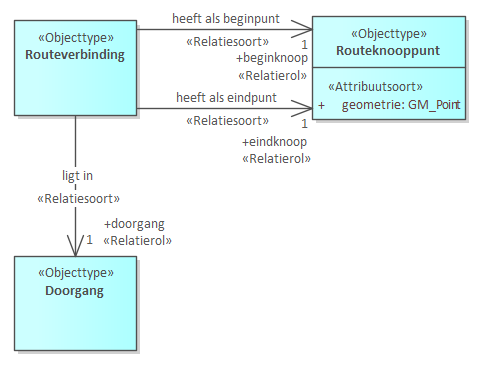 «Objecttype»
Routeverbinding
heeft als beginpunt
«Relatiesoort»
1
+beginknoop
«Relatierol»
«Objecttype»
Routeknooppunt
«Attribuutsoort»
+ geometrie: GM_Point
heeft als eindpunt
«Relatiesoort»
1
+eindknoop
«Relatierol»
ligt in
«Relatiesoort»
+doorgang
1 «Relatierol»
«Objecttype»
Doorgang